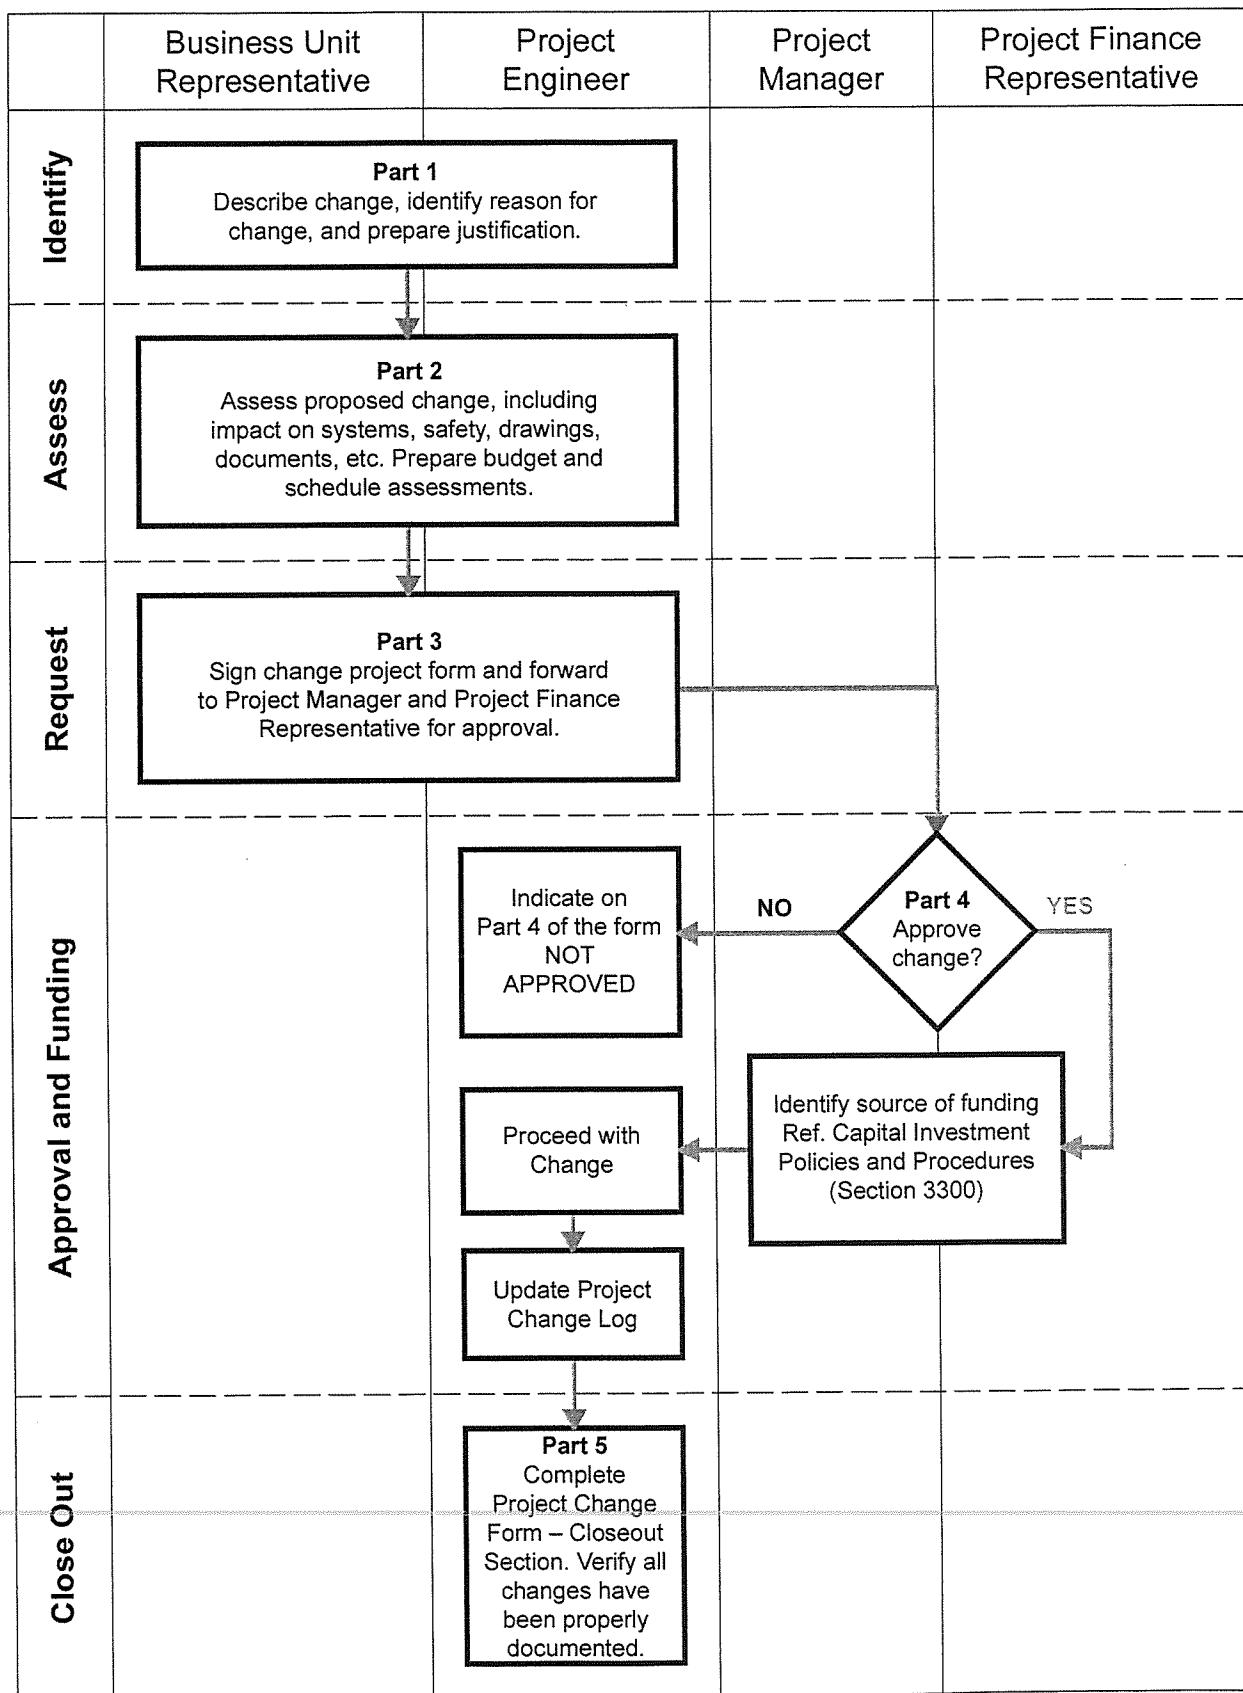 Business Unit
Representative
Project
Engineer
Project
Manager
Project Finance
Representative
Identify
Part 1
Describe change, identify reason for
change, and prepare justification.
Assess
Part 2
Assess proposed change, including
impact on systems, safety, drawings,
documents, etc. Prepare budget and
schedule assessments.
Request
Part 3
Sign change project form and forward
to Project Manager and Project Finance
Representative for approval.
Approval and Funding
Indicate on
Part 4 of the form
NOT
APPROVED
NO
Part 4
Approve
change?
YES
Proceed with
Change
Identify source of funding
Ref. Capital Investment
Policies and Procedures
(Section 3300)
Update Project
Change Log
Close Out
Part 5
Complete
Project Change
Form – Closeout
Section. Verify all
changes have
been properly
documented.